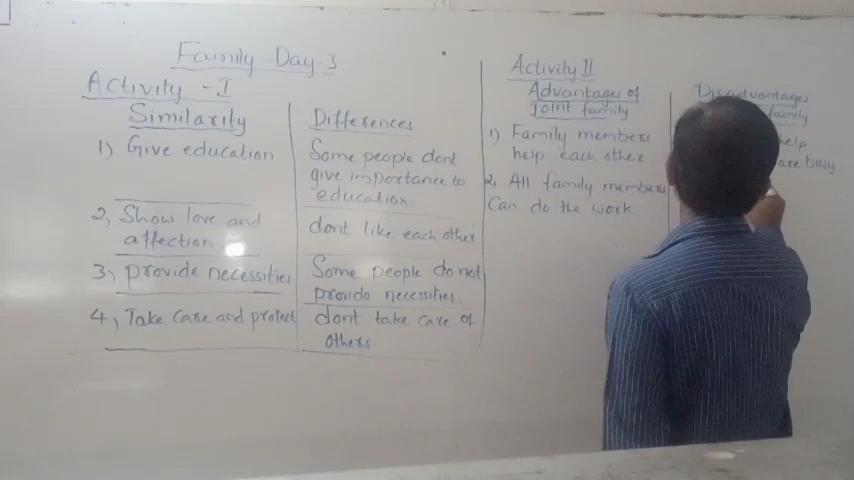 Family Day-3
Activity -I
Similarity
1) Give education
2, Show love and
affection.
3, provide necessities
4, Take care and protect
Differences
Some people dont
give importance to
education.
dont like each other
Some people do not
provide necessities.
dont take care of
others.
Activity II
Advantages of
Joint family
1) Family members
help each other
2, All family members
Can do the work
Disadvantages
family
help
are busy